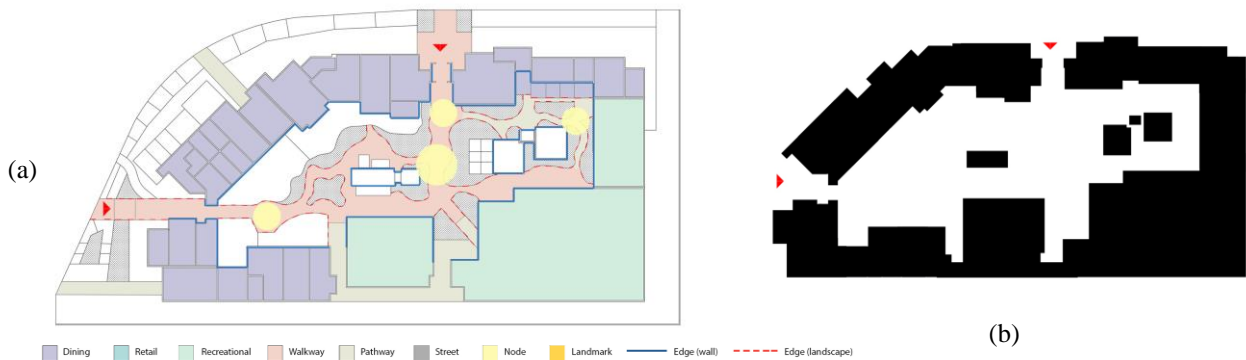 (a)
(b)
Dining Retail Recreational Walkway Pathway Street Node Landmark Edge (wall) Edge (landscape)